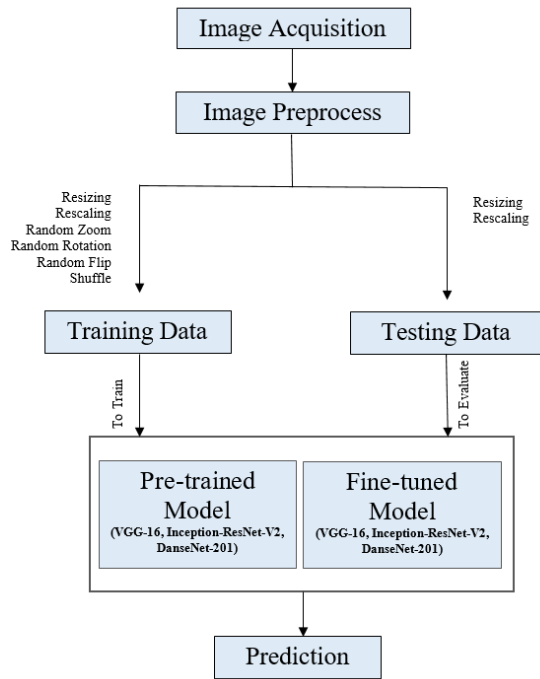 Image Acquisition
Image Preprocess
Resizing
Rescaling
Random Zoom
Random Rotation
Random Flip
Shuffle
Resizing
Rescaling
Training Data
Testing Data
To Train
To Evaluate
Pre-trained
Model
(VGG-16, Inception-ResNet-V2,
DanseNet-201)
Fine-tuned
Model
(VGG-16, Inception-ResNet-V2,
DanseNet-201)
Prediction